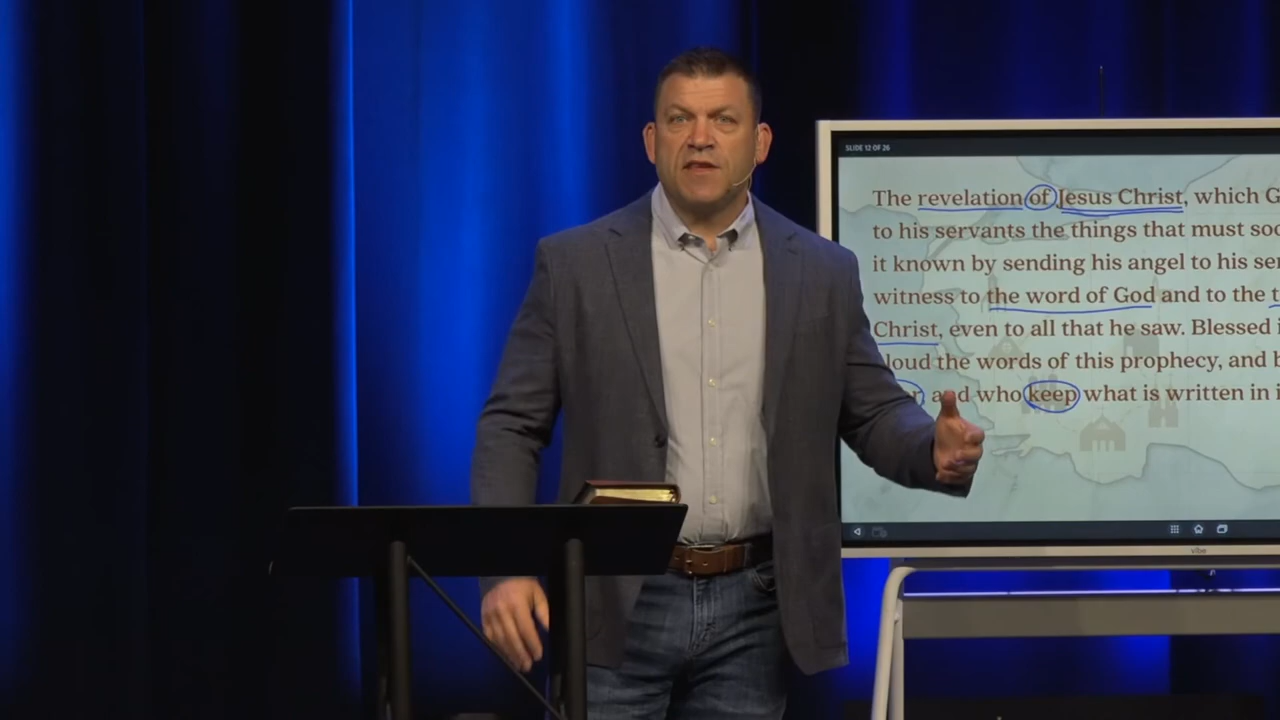 SLIDE 12 OF 26
The revelation of Jesus Christ, which G
to his servants the things that must soo
it known by sending his angel to his ser
witness to the word of God and to the t
Christ, even to all that he saw. Blessed i
loud the words of this prophecy, and b
and who keep what is written in i
vibe